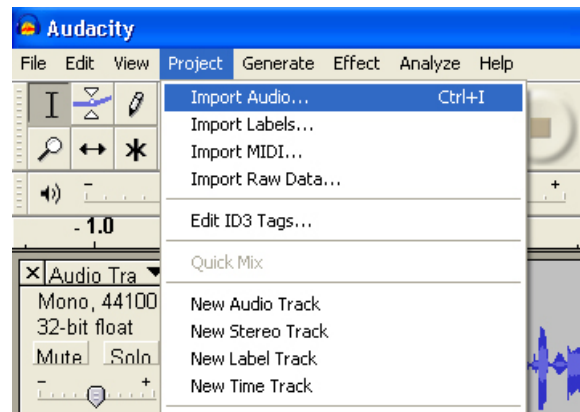 Audacity
File Edit View Project Generate Effect Analyze Help
Import Audio... Ctrl+I
Import Labels...
Import MIDI...
Import Raw Data...
- +
- 1.0
Edit ID3 Tags...
Quick Mix
× Audio Tra ▼
Mono, 44100
32-bit float
Mute Solo
- +
New Audio Track
New Stereo Track
New Label Track
New Time Track